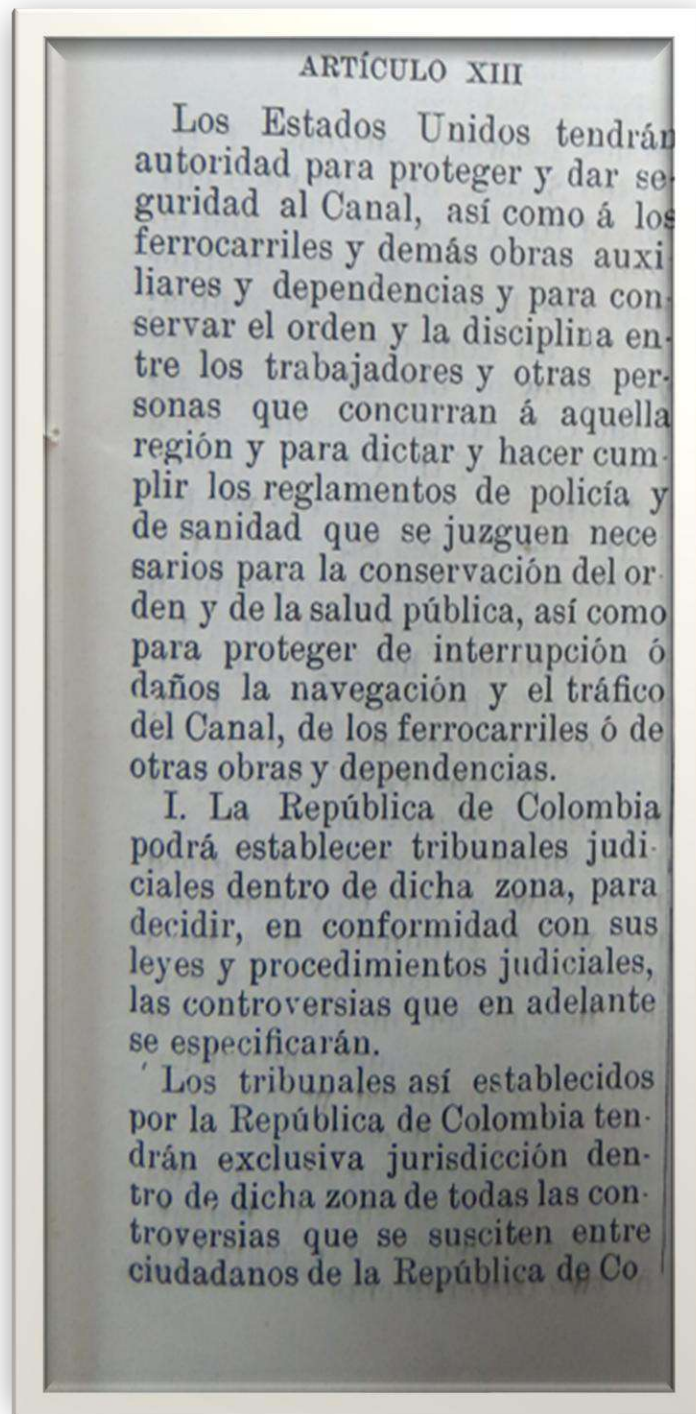 ARTÍCULO XIII
Los Estados Unidos tendrán
autoridad para proteger y dar se-
guridad al Canal, así como á los
ferrocarriles y demás obras auxi
liares y dependencias y para con-
servar el orden y la disciplina en-
tre los trabajadores y otras per-
sonas que concurran á aquella
región y para dictar y hacer cum-
plir los reglamentos de policía y
de sanidad que se juzguen nece
sarios para la conservación del or-
den y de la salud pública, así como
para proteger de interrupción ó
daños la navegación y el tráfico
del Canal, de los ferrocarriles ó de
otras obras y dependencias.
I. La República de Colombia
podrá establecer tribunales judi-
ciales dentro de dicha zona, para
decidir, en conformidad con sus
leyes y procedimientos judiciales,
las controversias que en adelante
se especificarán.
Los tribunales así establecidos
por la República de Colombia ten-
drán exclusiva jurisdicción den-
tro de dicha zona de todas las con-
troversias que se susciten entre
ciudadanos de la República de Co